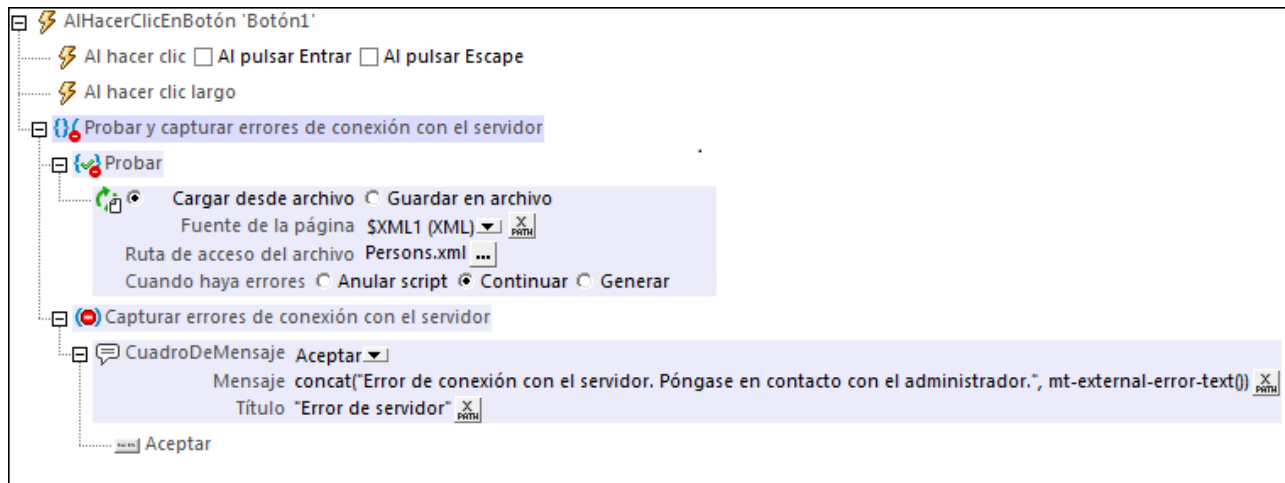 AlHacerClicEnBotón 'Botón1'
Al hacer clic Al pulsar Entrar Al pulsar Escape
Al hacer clic largo
Probar y capturar errores de conexión con el servidor
Probar
Cargar desde archivo Guardar en archivo
Fuente de la página $XML1 (XML) X PATH
Ruta de acceso del archivo Persons.xml ...
Cuando haya errores Anular script Continuar Generar
Capturar errores de conexión con el servidor
CuadroDeMensaje Aceptar
Mensaje concat("Error de conexión con el servidor. Póngase en contacto con el administrador.", mt-external-error-text()) X PATH
Título "Error de servidor" X PATH
Aceptar